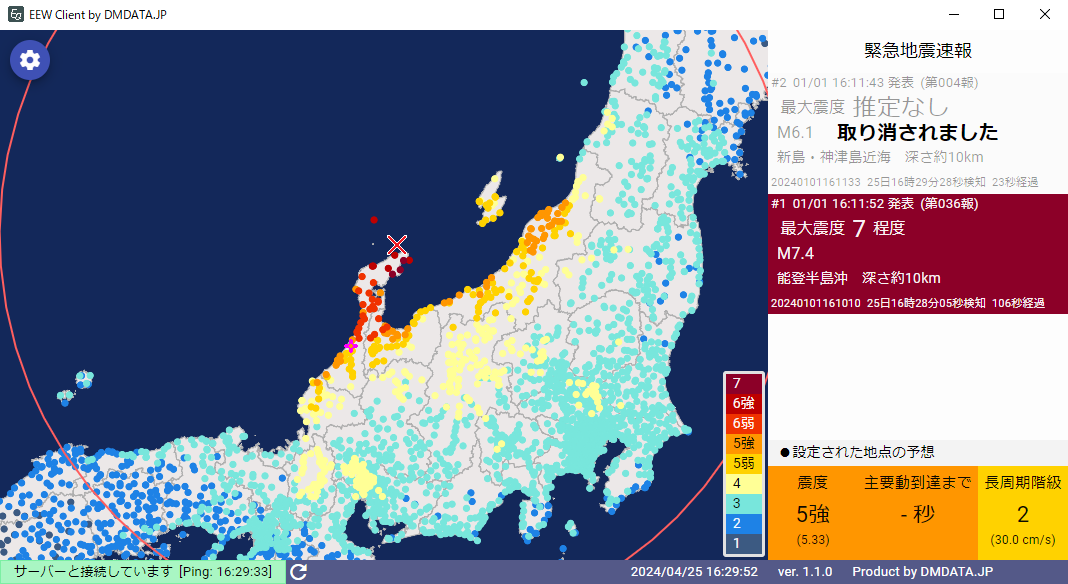 EEW Client by DMDATA.JP
緊急地震速報
#2 01/01 16:11:43 発表 (第004報)
最大震度 推定なし
M6.1 取り消されました
新島・神津島近海 深さ約10km
20240101161133 25日16時29分28秒検知 23秒経過
#1 01/01 16:11:52 発表 (第036報)
最大震度 7 程度
M7.4
能登半島沖 深さ約10km
20240101161010 25日16時28分05秒検知 106秒経過
7
6強
6弱
5強
5弱
4
3
2
1
●設定された地点の予想
震度 主要動到達まで 長周期階級
5強 - 秒 2
(5.33) (30.0 cm/s)
サーバーと接続しています [Ping: 16:29:33] 2024/04/25 16:29:52 ver. 1.1.0 Product by DMDATA.JP